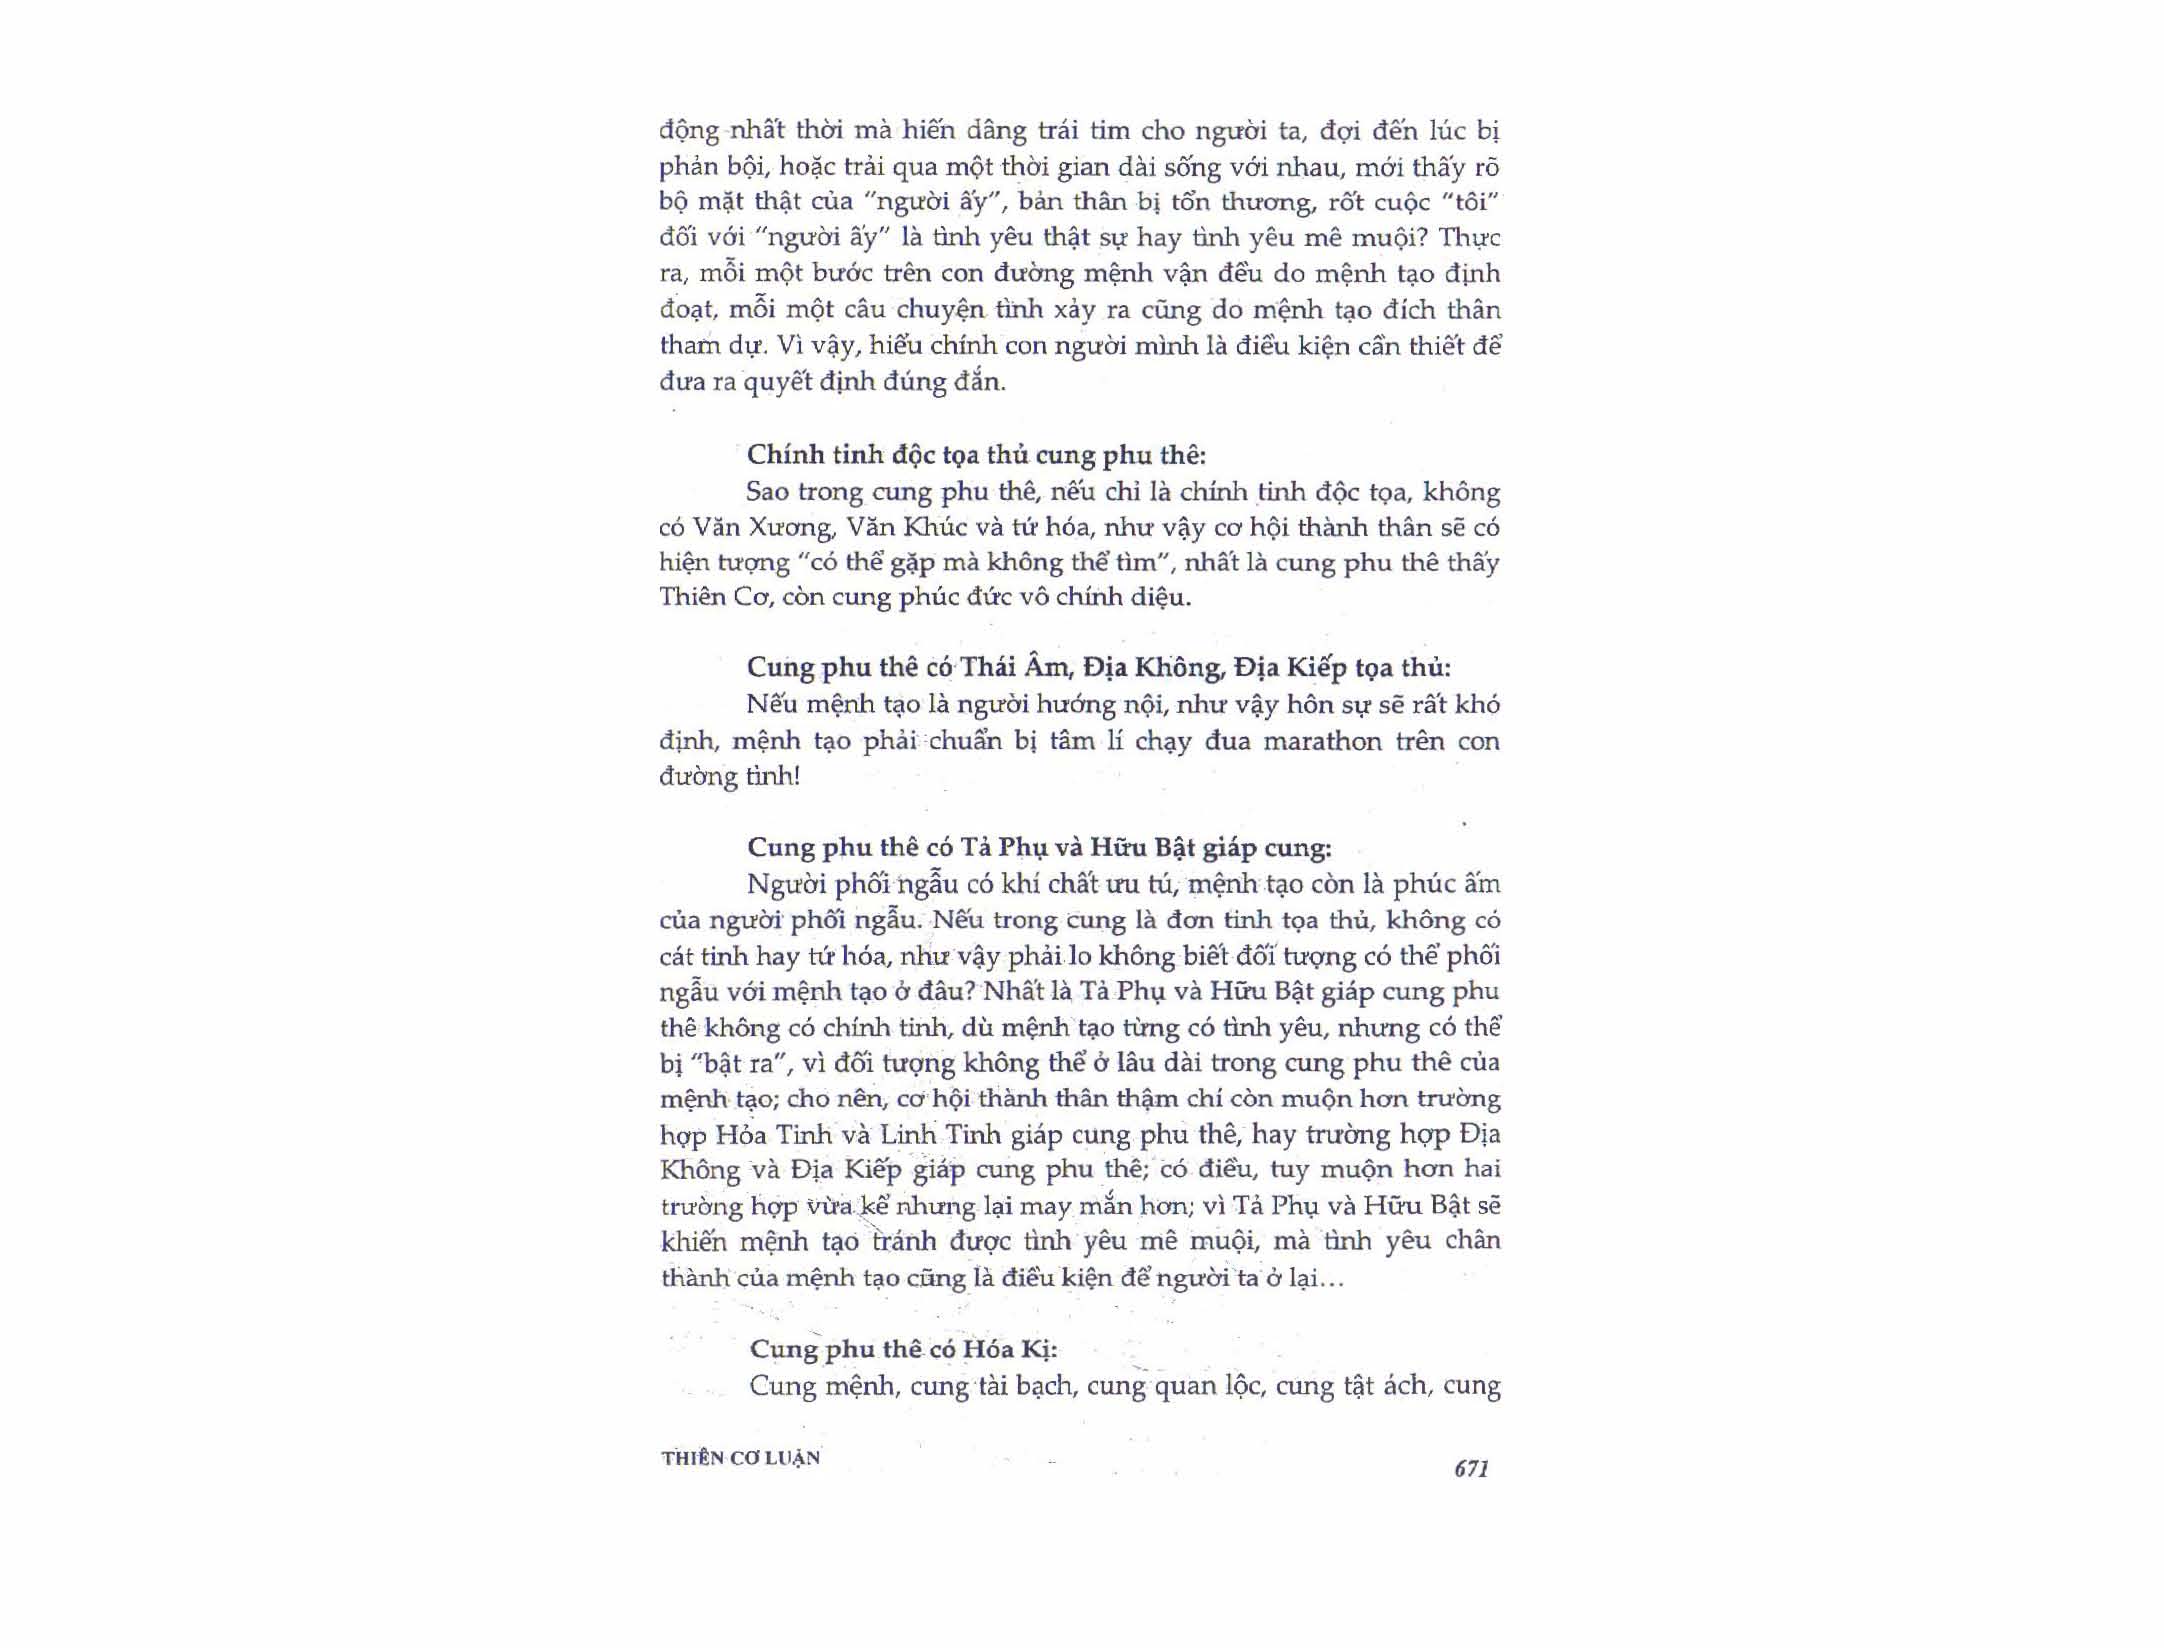 động nhất thời mà hiến dâng trái tim cho người ta, đợi đến lúc bị
phản bội, hoặc trải qua một thời gian dài sống với nhau, mới thấy rõ
bộ mặt thật của "người ấy", bản thân bị tổn thương, rốt cuộc "tôi"
đối với "người ấy" là tình yêu thật sự hay tình yêu mê muội? Thực
ra, mỗi một bước trên con đường mệnh vận đều do mệnh tạo định
đoạt, mỗi một câu chuyện tình xảy ra cũng do mệnh tạo đích thân
tham dự. Vì vậy, hiểu chính con người mình là điều kiện cần thiết để
đưa ra quyết định đúng đắn.
Chính tinh độc tọa thủ cung phu thê:
Sao trong cung phu thê, nếu chỉ là chính tinh độc tọa, không
có Văn Xương, Văn Khúc và tứ hóa, như vậy cơ hội thành thân sẽ có
hiện tượng "có thể gặp mà không thể tìm", nhất là cung phu thê thấy
Thiên Cơ, còn cung phúc đức vô chính diệu.
Cung phu thê có Thái Âm, Địa Không, Địa Kiếp tọa thủ:
Nếu mệnh tạo là người hướng nội, như vậy hôn sự sẽ rất khó
định, mệnh tạo phải chuẩn bị tâm lí chạy đua marathon trên con
đường tình!
Cung phu thê có Tả Phụ và Hữu Bật giáp cung:
Người phối ngẫu có khí chất ưu tú, mệnh tạo còn là phúc ấm
của người phối ngẫu. Nếu trong cung là đơn tinh tọa thủ, không có
cát tinh hay tứ hóa, như vậy phải lo không biết đối tượng có thể phối
ngẫu với mệnh tạo ở đâu? Nhất là Tả Phụ và Hữu Bật giáp cung phu
thê không có chính tinh, dù mệnh tạo từng có tình yêu, nhưng có thể
bị "bật ra", vì đối tượng không thể ở lâu dài trong cung phu thê của
mệnh tạo; cho nên, cơ hội thành thân thậm chí còn muộn hơn trường
hợp Hỏa Tinh và Linh Tinh giáp cung phu thê, hay trường hợp Địa
Không và Địa Kiếp giáp cung phu thê; có điều, tuy muộn hơn hai
trường hợp vừa kể nhưng lại may mắn hơn; vì Tả Phụ và Hữu Bật sẽ
khiến mệnh tạo tránh được tình yêu mê muội, mà tình yêu chân
thành của mệnh tạo cũng là điều kiện để người ta ở lại...
Cung phu thê có Hóa Kị:
Cung mệnh, cung tài bạch, cung quan lộc, cung tật ách, cung
THIÊN CƠ LUẬN
671